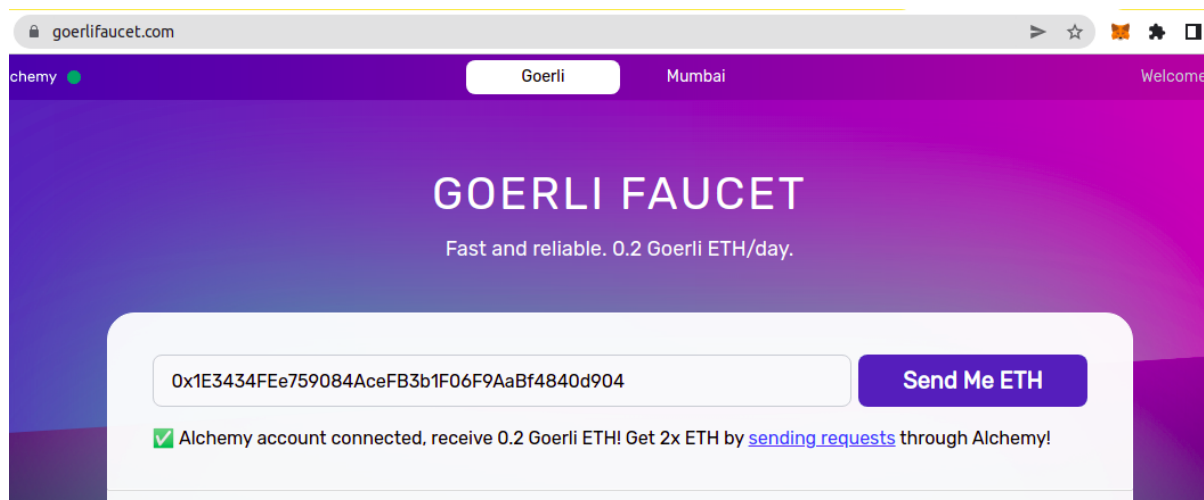 goerlifaucet.com
chemy
Goerli
Mumbai
Welcome
GOERLI FAUCET
Fast and reliable. 0.2 Goerli ETH/day.
0x1E3434FEe759084AceFB3b1F06F9AaBf4840d904
Send Me ETH
✅ Alchemy account connected, receive 0.2 Goerli ETH! Get 2x ETH by sending requests through Alchemy!